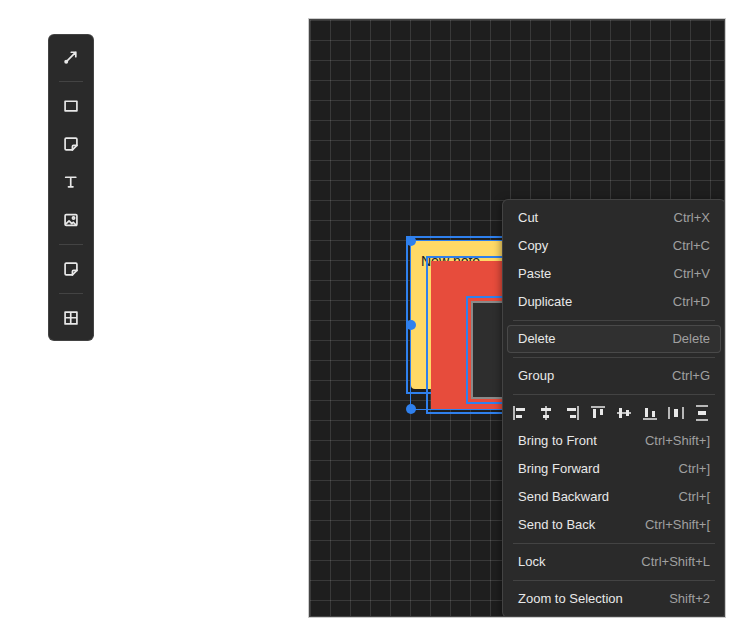 New note
Cut Ctrl+X
Copy Ctrl+C
Paste Ctrl+V
Duplicate Ctrl+D
Delete Delete
Group Ctrl+G
Bring to Front Ctrl+Shift+]
Bring Forward Ctrl+]
Send Backward Ctrl+[
Send to Back Ctrl+Shift+[
Lock Ctrl+Shift+L
Zoom to Selection Shift+2